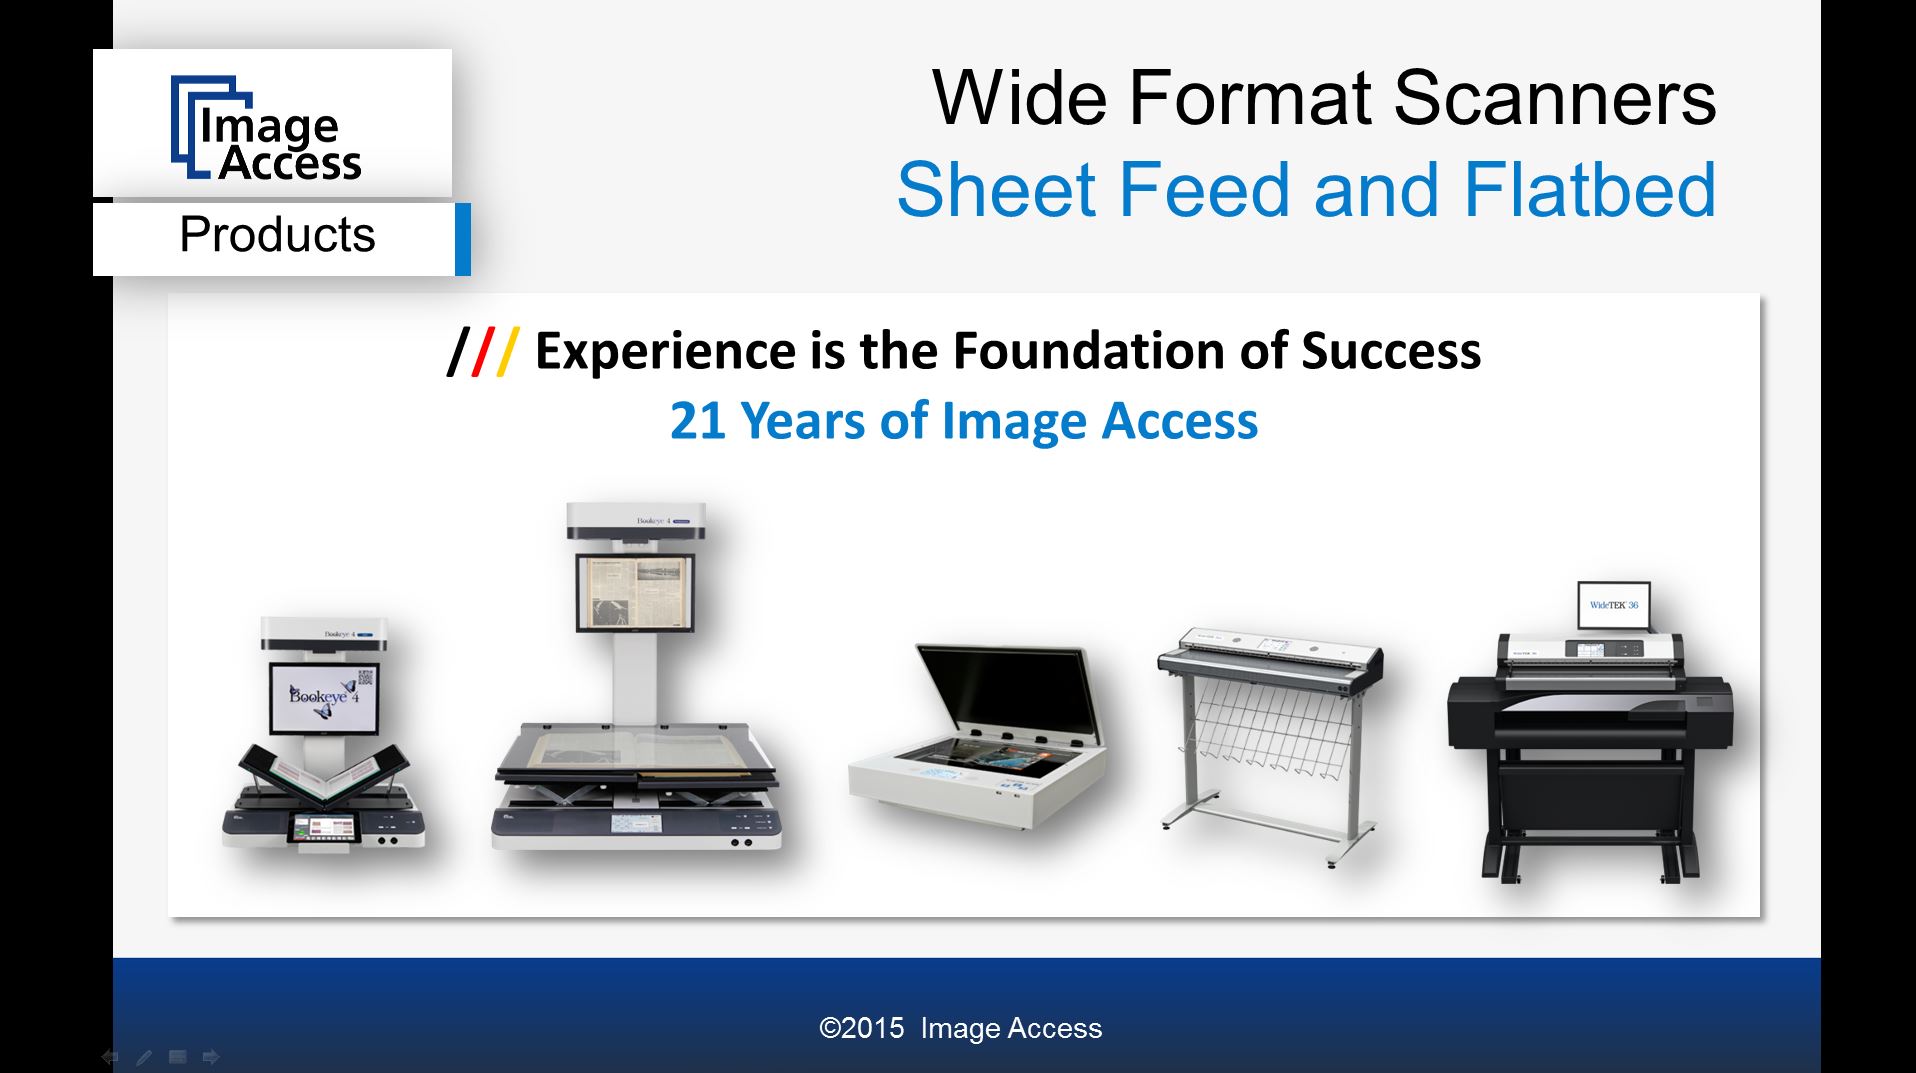 Image
Access
Products
Wide Format Scanners
Sheet Feed and Flatbed
/// Experience is the Foundation of Success
21 Years of Image Access
Bookeye 4
Bookeye 4
Bookeye 4
WideTEK 36
©2015 Image Access